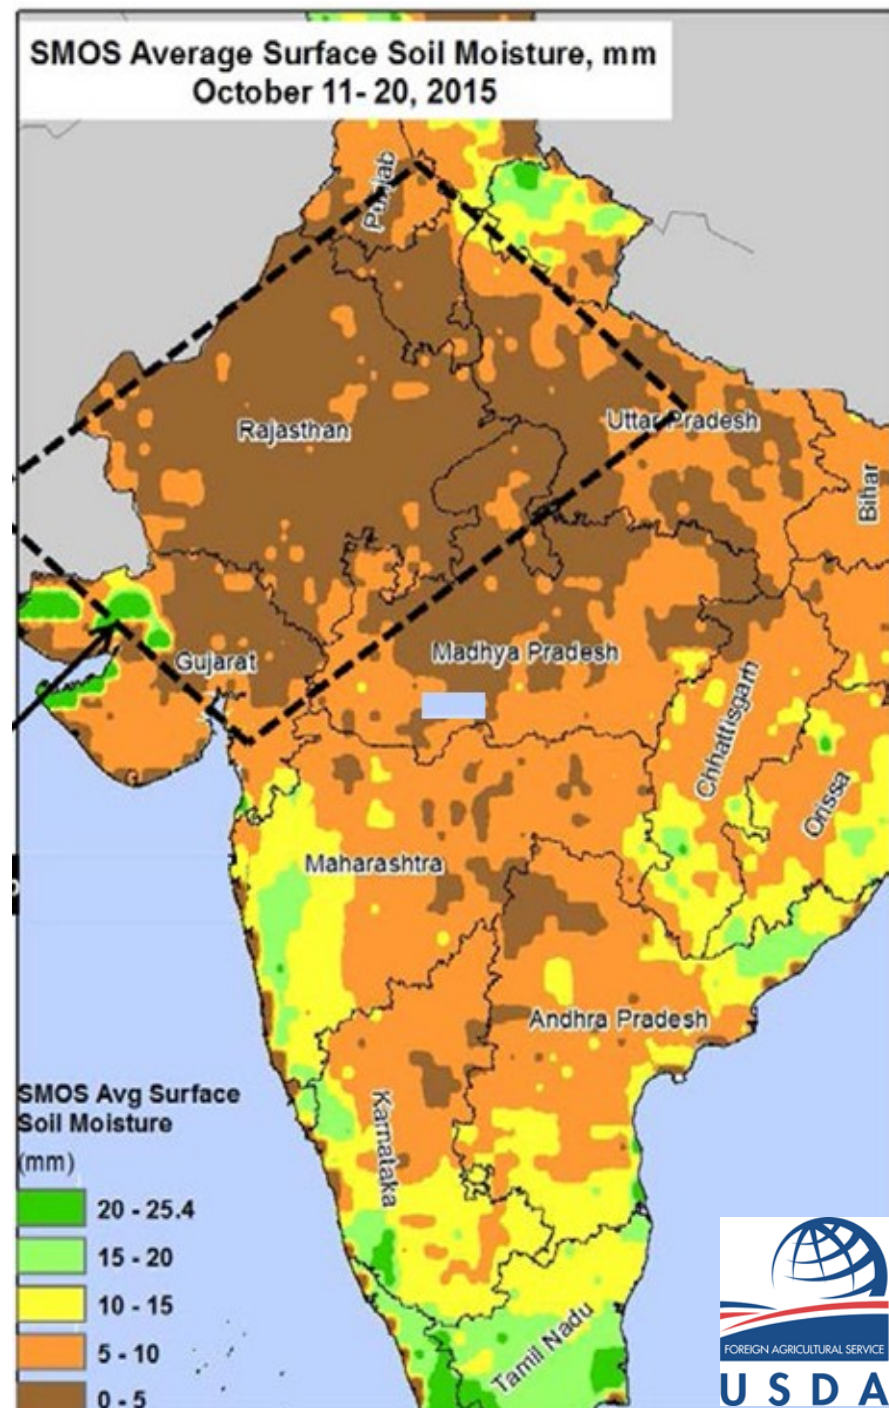 SMOS Average Surface Soil Moisture, mm
October 11- 20, 2015
Punjab
Rajasthan
Uttar Pradesh
Bihar
Gujarat
Madhya Pradesh
Chhattisgarh
Orissa
Maharashtra
Andhra Pradesh
Karnataka
Tamil Nadu
SMOS Avg Surface
Soil Moisture
(mm)
20 - 25.4
15 - 20
10 - 15
5 - 10
0 - 5
FOREIGN AGRICULTURAL SERVICE
USDA